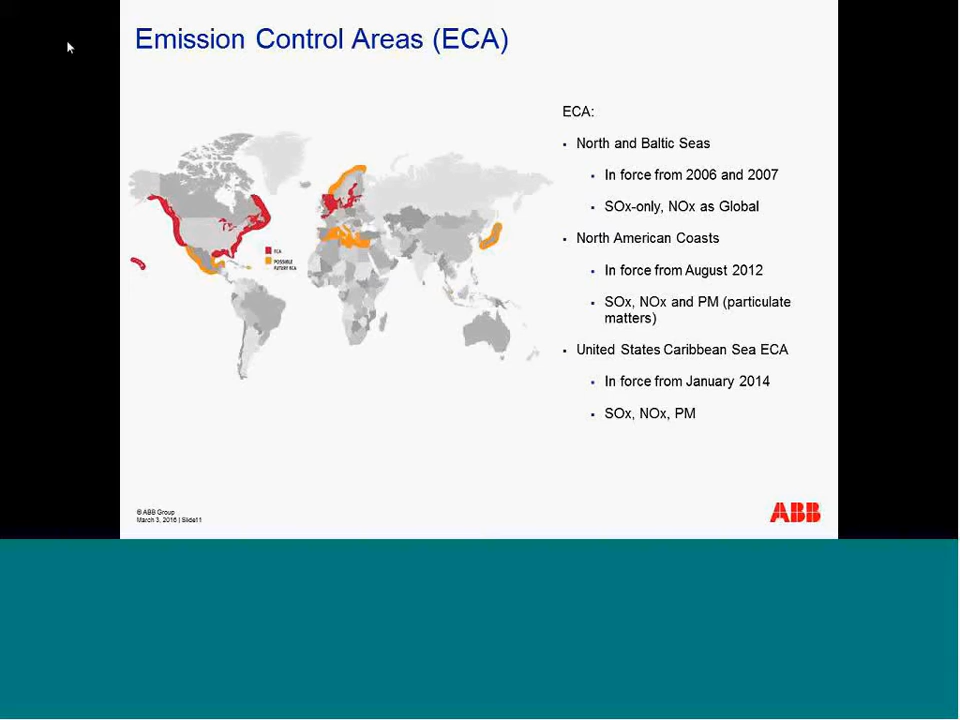 Emission Control Areas (ECA)
ECA:
▪ North and Baltic Seas
▪ In force from 2006 and 2007
▪ SOx-only, NOx as Global
▪ North American Coasts
▪ In force from August 2012
▪ SOx, NOx and PM (particulate
matters)
▪ United States Caribbean Sea ECA
▪ In force from January 2014
▪ SOx, NOx, PM
ECA
POSSIBLE
FUTURE ECA
© ABB Group
March 3, 2016 | Slide11
ABB